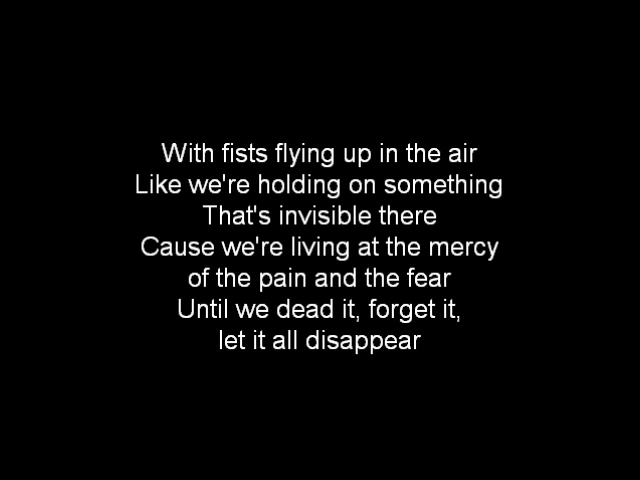 With fists flying up in the air
Like we're holding on something
That's invisible there
Cause we're living at the mercy
of the pain and the fear
Until we dead it, forget it,
let it all disappear